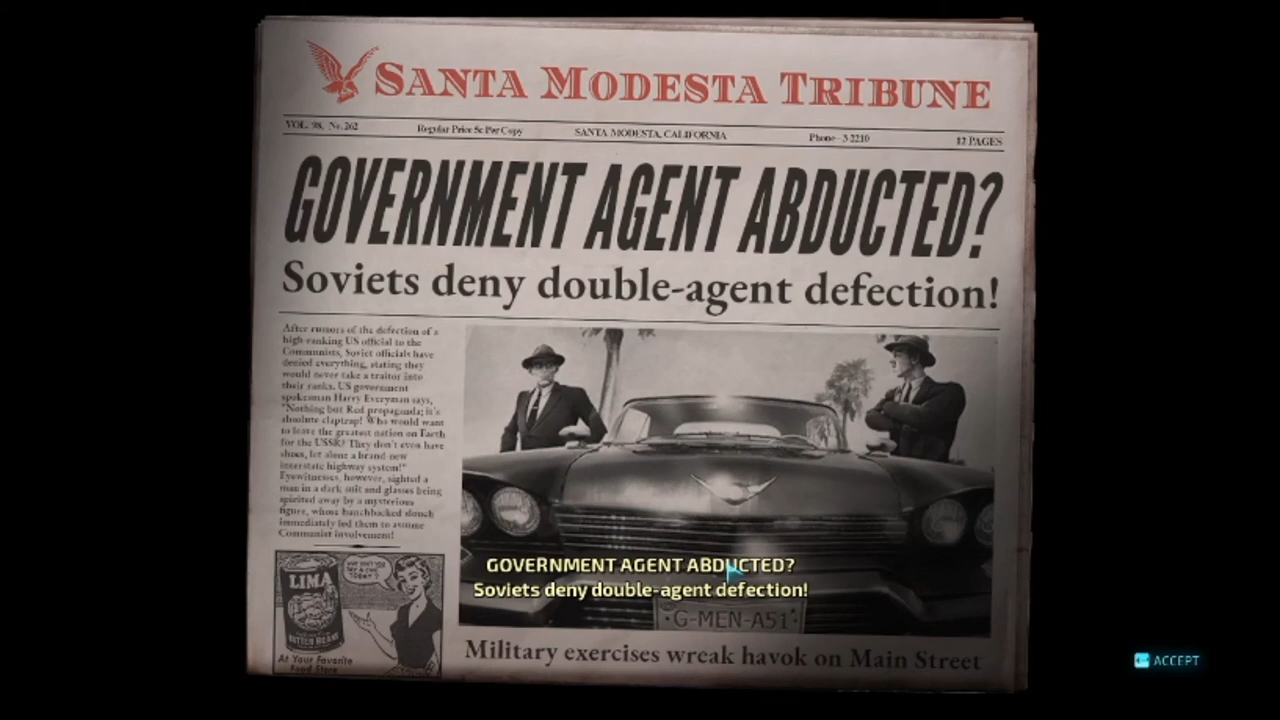 SANTA MODESTA TRIBUNE
VOL. 98, No. 262 Regular Price 5c Per Copy SANTA MODESTA, CALIFORNIA Phone - 3-2210 12 PAGES
GOVERNMENT AGENT ABDUCTED?
Soviets deny double-agent defection!
After rumors of the defection of a
high-ranking US official to the
Communists, Soviet officials have
denied everything, stating they
would never take a traitor into
their ranks. US government
spokesman Harry Everyman says,
"Nothing but Red propaganda; it's
absolute claptrap! Who would want
to leave the greatest nation on Earth
for the USSR? They don't even have
shoes, let alone a brand new
interstate highway system!"
Eyewitnesses, however, sighted a
man in a dark suit and glasses being
spirited away by a mysterious
figure, whose hunchbacked slouch
immediately led them to assume
Communist involvement!
LIMA
BUTTER BEANS
WHY DON'T YOU
TRY A CAN
TODAY?
At Your Favorite
Food Store
GOVERNMENT AGENT ABDUCTED?
Soviets deny double-agent defection!
G-MEN-A51
Military exercises wreak havok on Main Street
ACCEPT